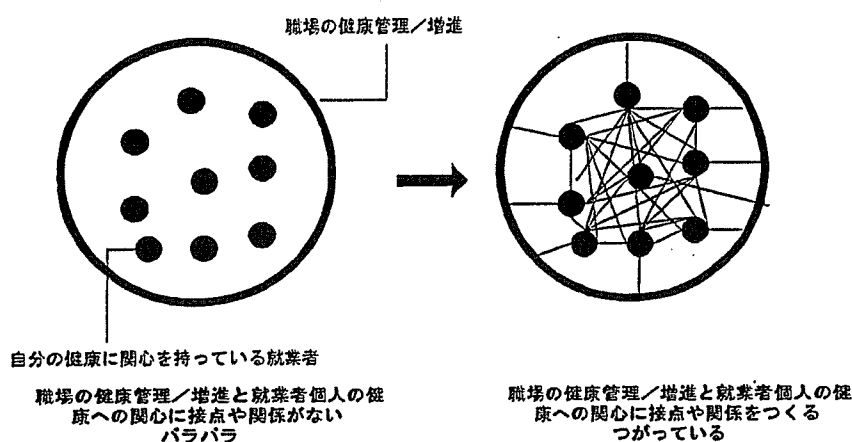 職場の健康管理／増進
自分の健康に関心を持っている就業者
職場の健康管理／増進と就業者個人の健
康への関心に接点や関係がない
バラバラ
職場の健康管理／増進と就業者個人の健
康への関心に接点や関係をつくる
つがっている